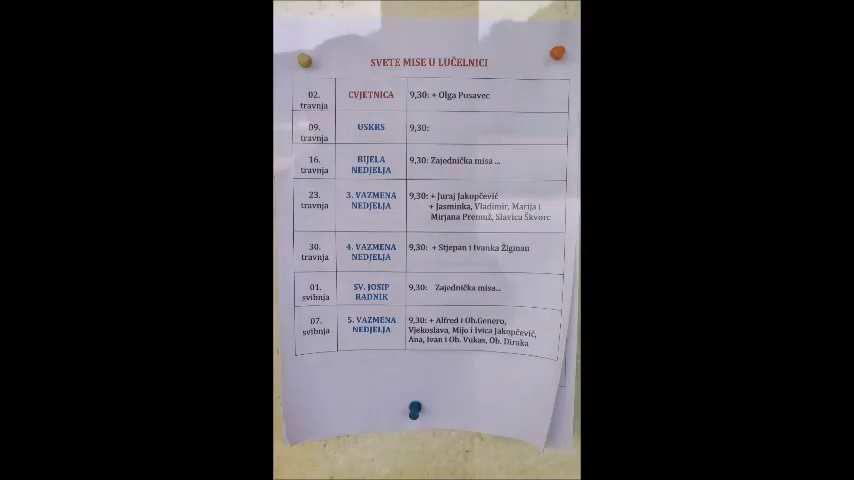 SVETE MISE U LUČELNICI
02. travnja
CVJETNICA
9,30: + Olga Posavec
09. travnja
USKRS
9,30:
16. travnja
BIJELA NEDJELJA
9,30: Zajednička misa ...
23. travnja
3. VAZMENA NEDJELJA
9,30: + Juraj Jakopčević
+ Jasminka, Vladimir, Marija i
Mirjana Premuž, Slavica Škvorc
30. travnja
4. VAZMENA NEDJELJA
9,30: + Stjepan i Ivanka Žigman
01. svibnja
SV. JOSIP RADNIK
9,30: Zajednička misa...
07. svibnja
5. VAZMENA NEDJELJA
9,30: + Alfred i Ob.Genero,
Vjekoslava, Mijo i Ivica Jakopčević,
Ana, Ivan i Ob. Vukas, Ob. Diraka